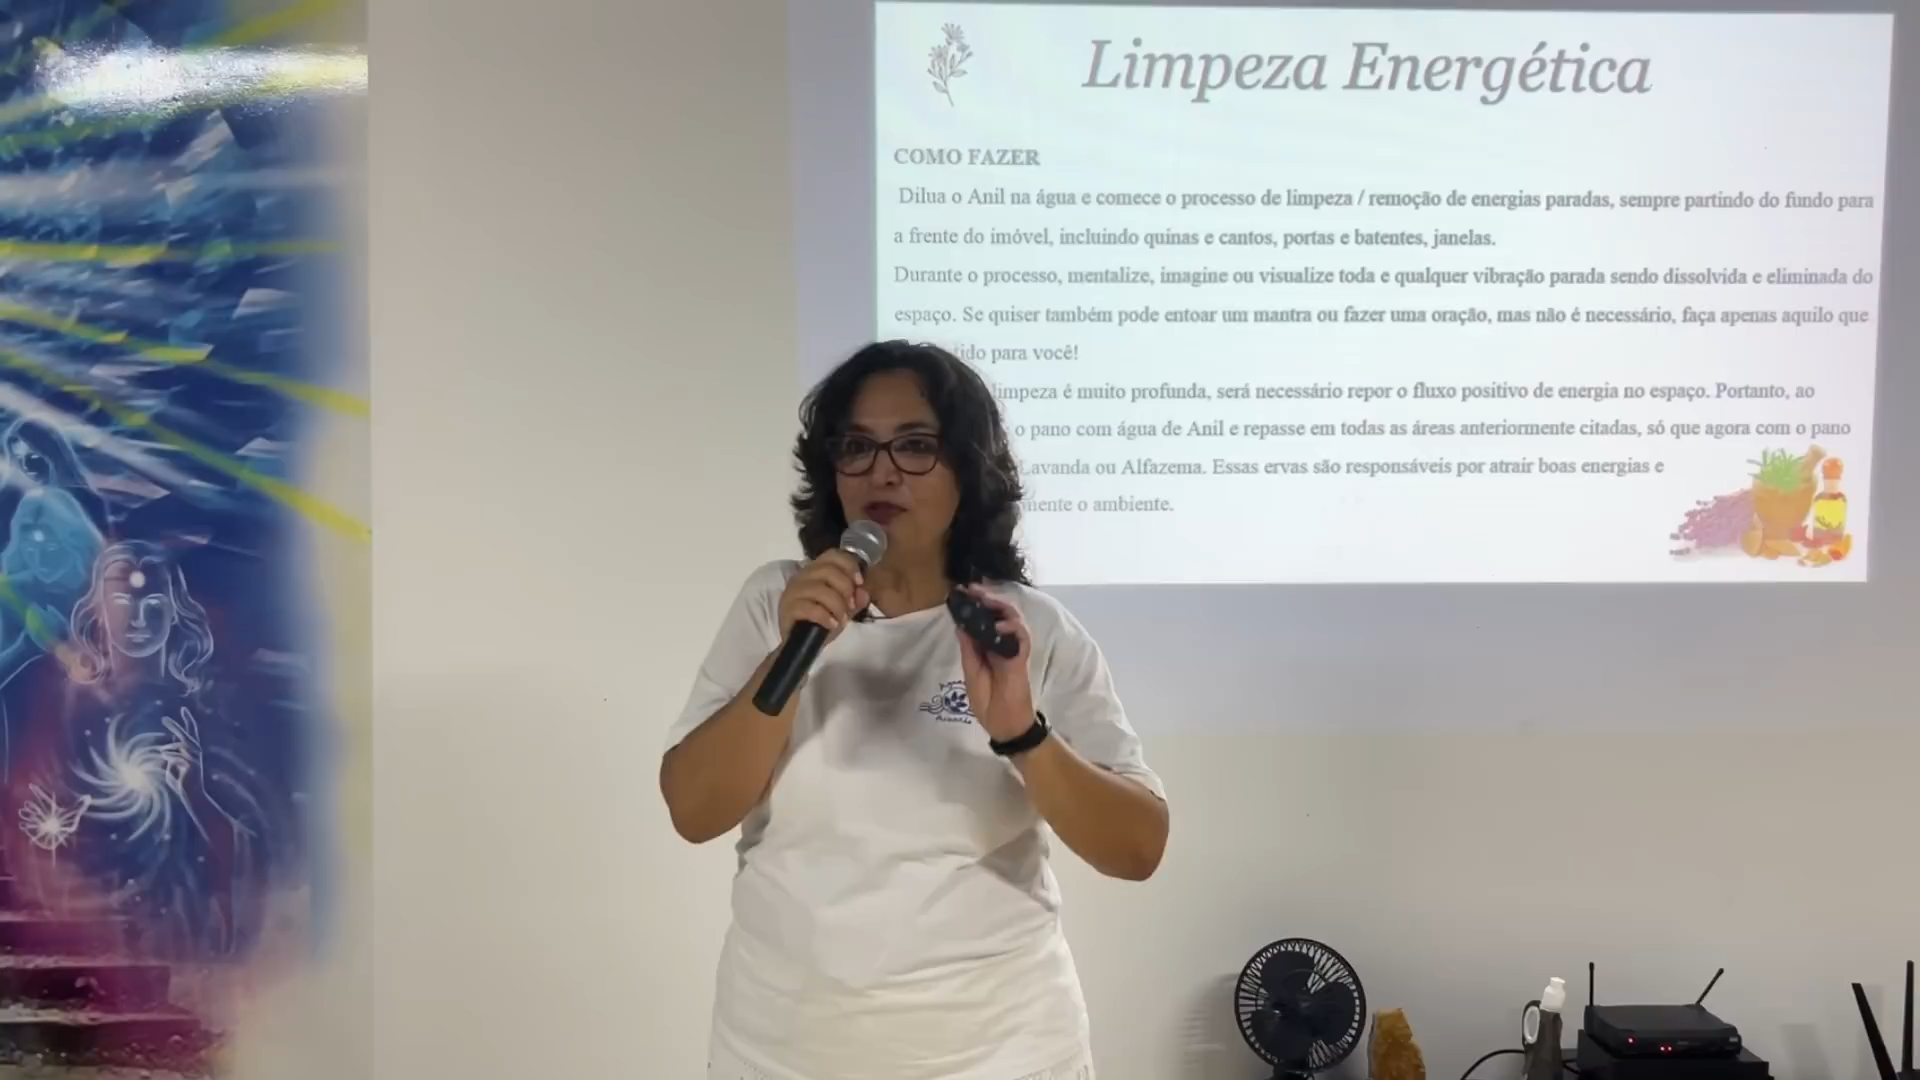 Limpeza Energética
COMO FAZER
Dilua o Anil na água e comece o processo de limpeza / remoção de energias paradas, sempre partindo do fundo para
a frente do imóvel, incluindo quinas e cantos, portas e batentes, janelas.
Durante o processo, mentalize, imagine ou visualize toda e qualquer vibração parada sendo dissolvida e eliminada do
espaço. Se quiser também pode entoar um mantra ou fazer uma oração, mas não é necessário, faça apenas aquilo que
para você!
limpeza é muito profunda, será necessário repor o fluxo positivo de energia no espaço. Portanto, ao
o pano com água de Anil e repasse em todas as áreas anteriormente citadas, só que agora com o pano
Lavanda ou Alfazema. Essas ervas são responsáveis por atrair boas energias e
o ambiente.